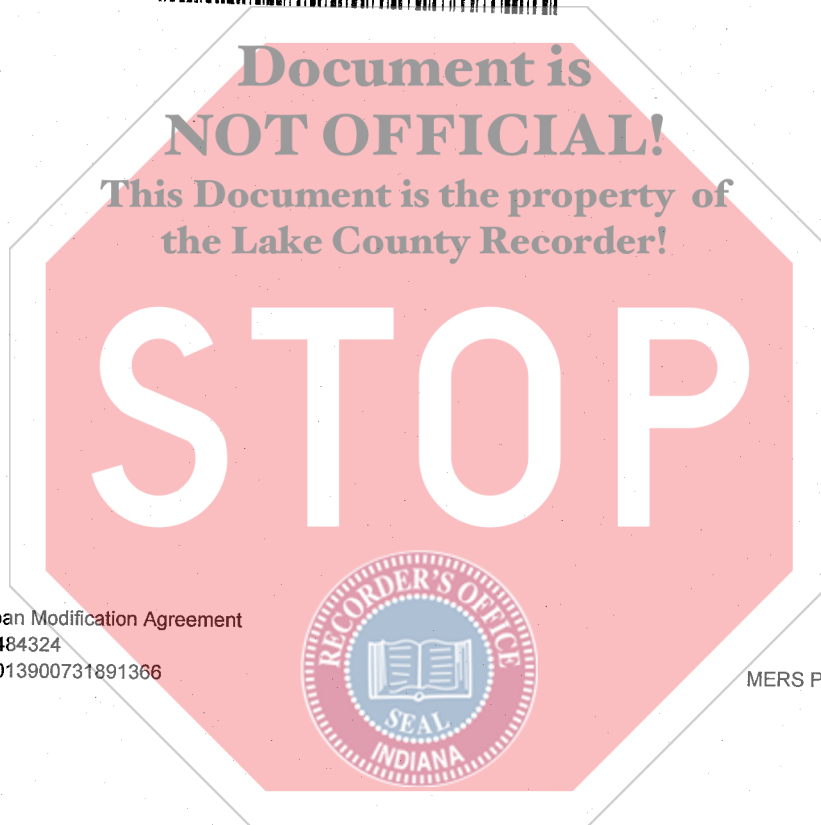 Document is
NOT OFFICIAL!
This Document is the property of
the Lake County Recorder!
STOP
RECORDER'S OFFICE
an Modification Agreement
484324
013900731891366
MERS P
SEAL
INDIANA